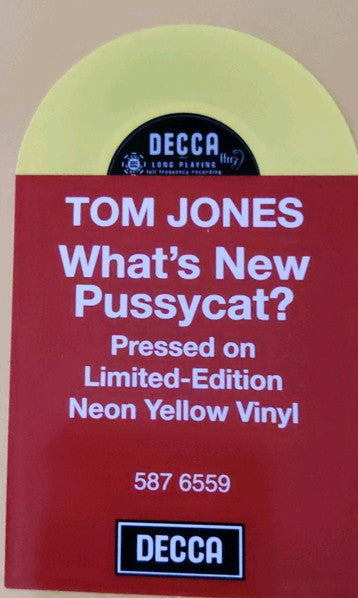 DECCA
ffrr
LONG PLAYING
full frequency recording
TOM JONES
What's New
Pussycat?
Pressed on
Limited-Edition
Neon Yellow Vinyl
587 6559
DECCA